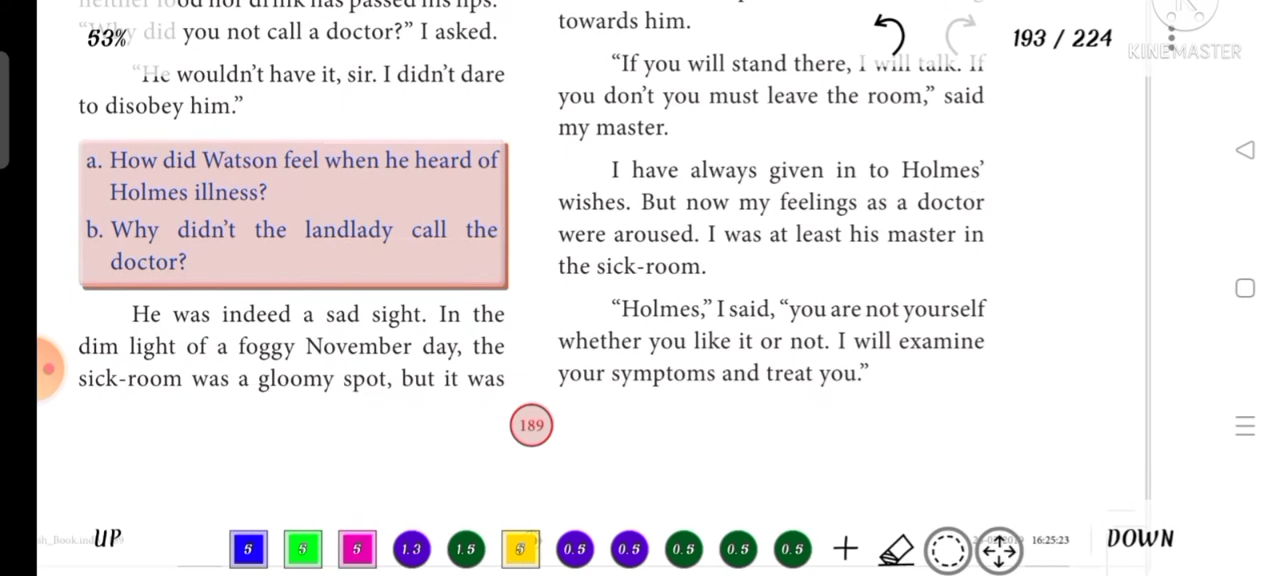 "Why did you not call a doctor?" I asked.
53%
"He wouldn't have it, sir. I didn't dare
to disobey him."
a. How did Watson feel when he heard of
Holmes illness?
b. Why didn't the landlady call the
doctor?
He was indeed a sad sight. In the
dim light of a foggy November day, the
sick-room was a gloomy spot, but it was
towards him.
"If you will stand there, I will talk. If
you don't you must leave the room," said
my master.
I have always given in to Holmes'
wishes. But now my feelings as a doctor
were aroused. I was at least his master in
the sick-room.
"Holmes," I said, "you are not yourself
whether you like it or not. I will examine
your symptoms and treat you."
189
193 / 224
KINEMASTER
UP
5
5
5
1.3
1.5
5
0.5
0.5
0.5
0.5
0.5
16:25:23
DOWN